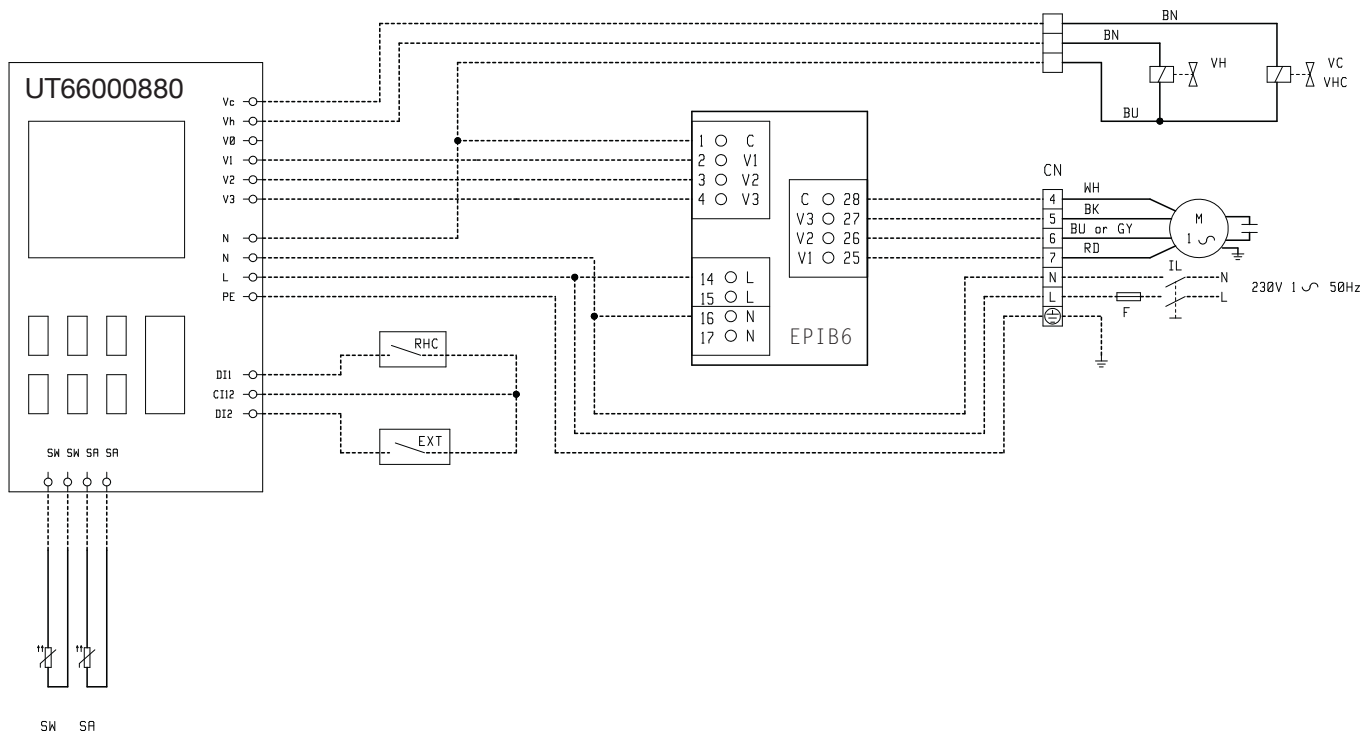 UT66000880
Vc
Vh
V0
V1
V2
V3
N
N
L
PE
DI1
CI12
DI2
SW SW SA SA
SW SA
RHC
EXT
1 C
2 V1
3 V2
4 V3
C 28
V3 27
V2 26
V1 25
14 L
15 L
16 N
17 N
EPIB6
BN
BN
VH
VC
VHC
BU
CN
4 WH
5 BK
6 BU or GY
7 RD
N
L
M
1
IL
F
N
L
230V 1 50Hz